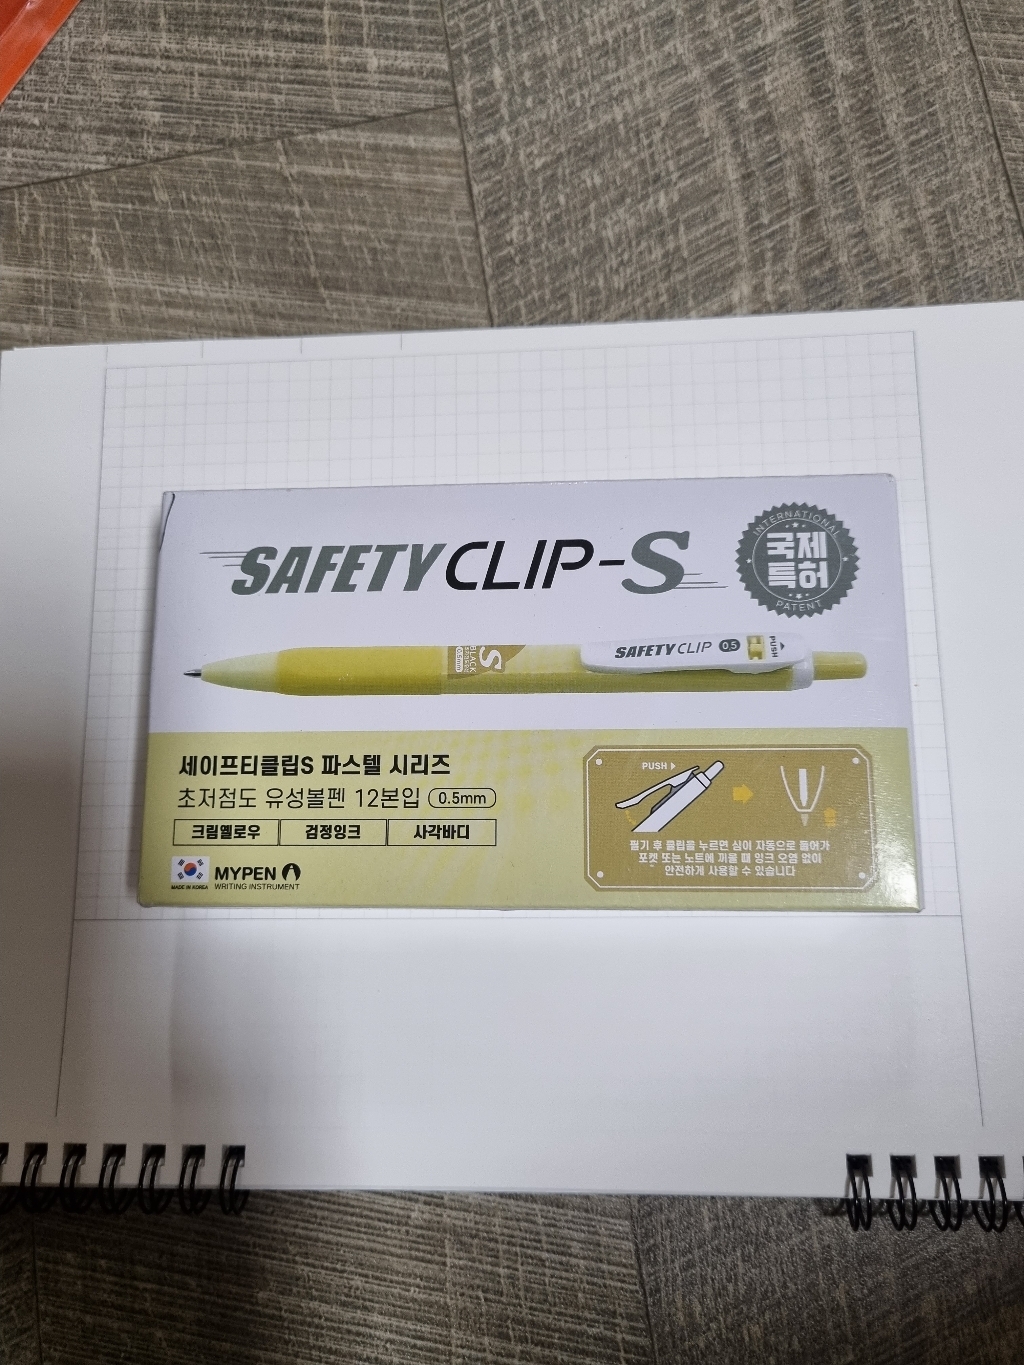 SAFETY CLIP-S
INTERNATIONAL
국제
특허
PATENT
BLACK
0.5mm
S
SAFETY CLIP 0.5 PUSH
세이프티클립S 파스텔 시리즈
초저점도 유성볼펜 12본입 0.5mm
크림옐로우 검정잉크 사각바디
MADE IN KOREA
MYPEN
WRITING INSTRUMENT
PUSH
필기 후 클립을 누르면 심이 자동으로 들어가
포켓 또는 노트에 끼울 때 잉크 오염 없이
안전하게 사용할 수 있습니다